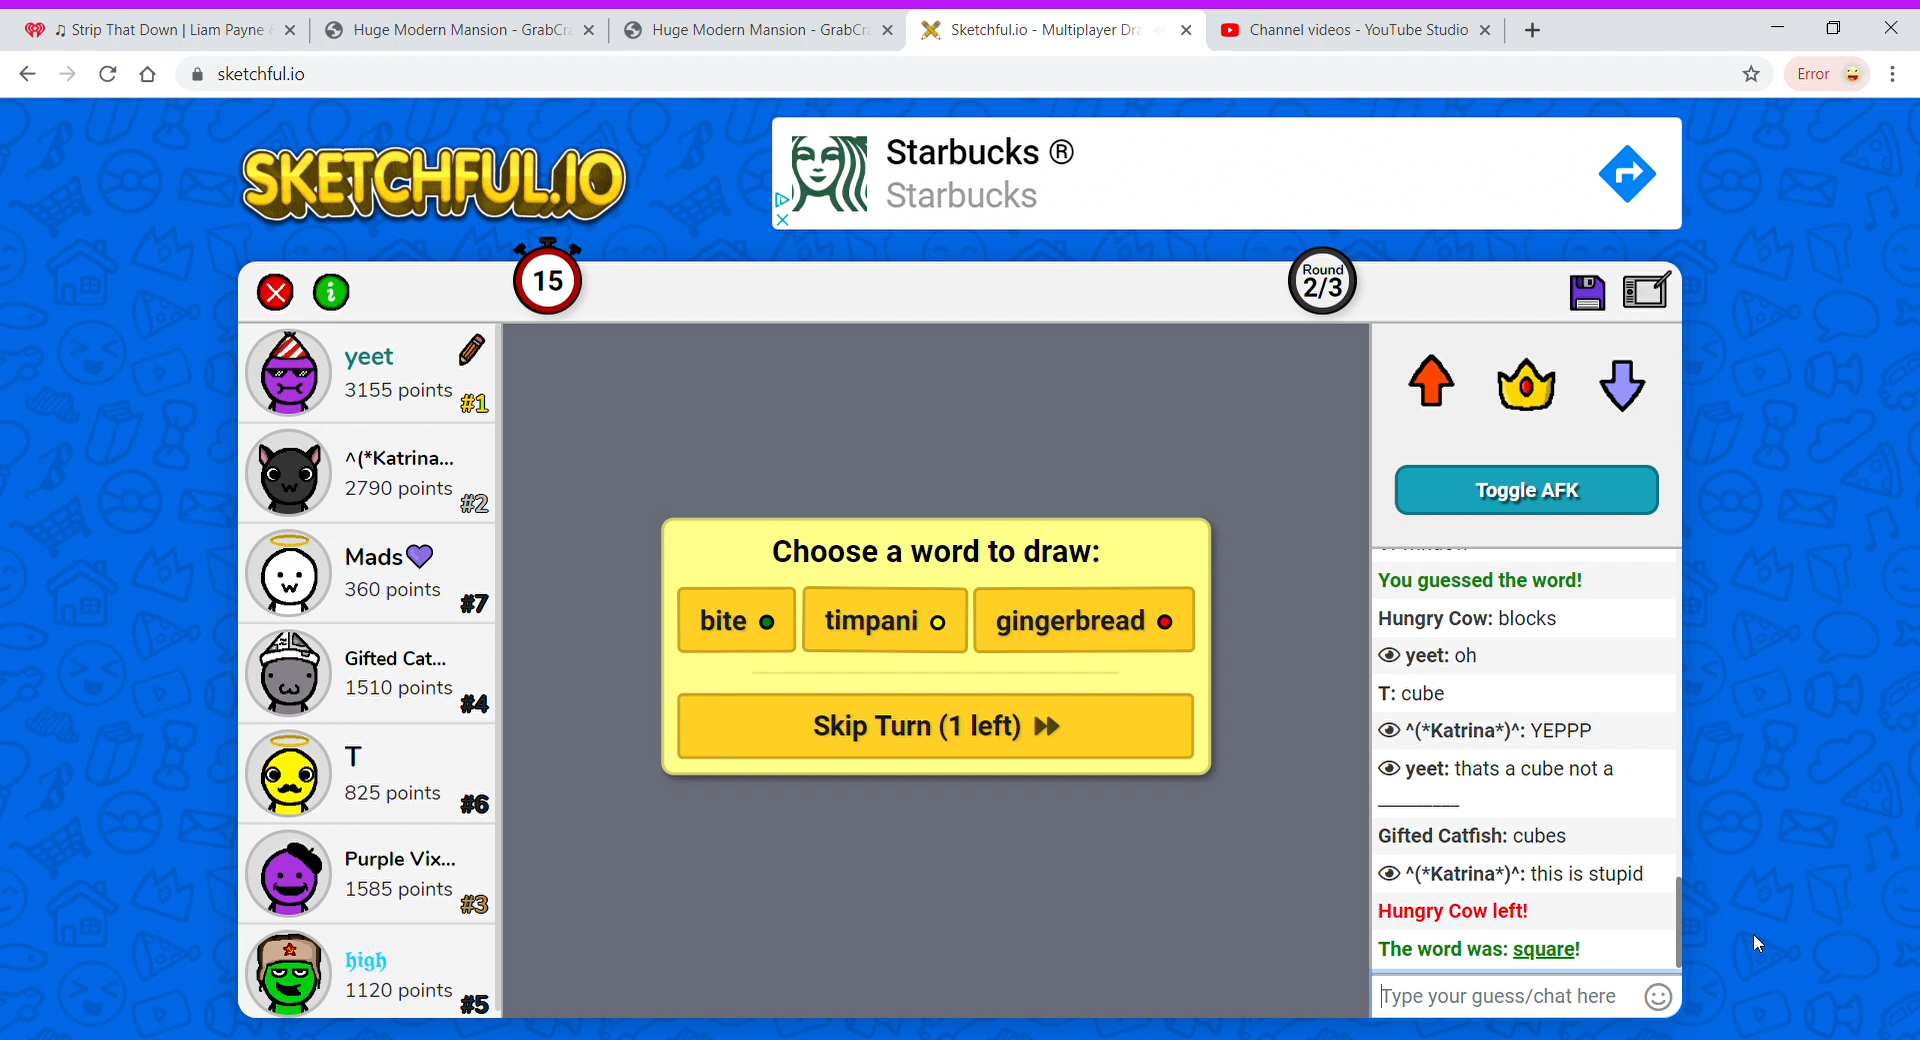 ♫ Strip That Down | Liam Payne
Huge Modern Mansion - GrabCra
Huge Modern Mansion - GrabCra
Sketchful.io - Multiplayer Dra
Channel videos - YouTube Studio
sketchful.io
Error
SKETCHFUL.IO
Starbucks ®
Starbucks
15
Round
2/3
yeet
3155 points
#1
^(*Katrina...
2790 points
#2
Mads
360 points
#7
Gifted Cat...
1510 points
#4
T
825 points
#6
Purple Vix...
1585 points
#3
𝖍𝖎𝖌𝖍
1120 points
#5
Choose a word to draw:
bite
timpani
gingerbread
Skip Turn (1 left)
Toggle AFK
You guessed the word!
Hungry Cow: blocks
yeet: oh
T: cube
^(*Katrina*)^: YEPPP
yeet: thats a cube not a
_________
Gifted Catfish: cubes
^(*Katrina*)^: this is stupid
Hungry Cow left!
The word was: square!
Type your guess/chat here